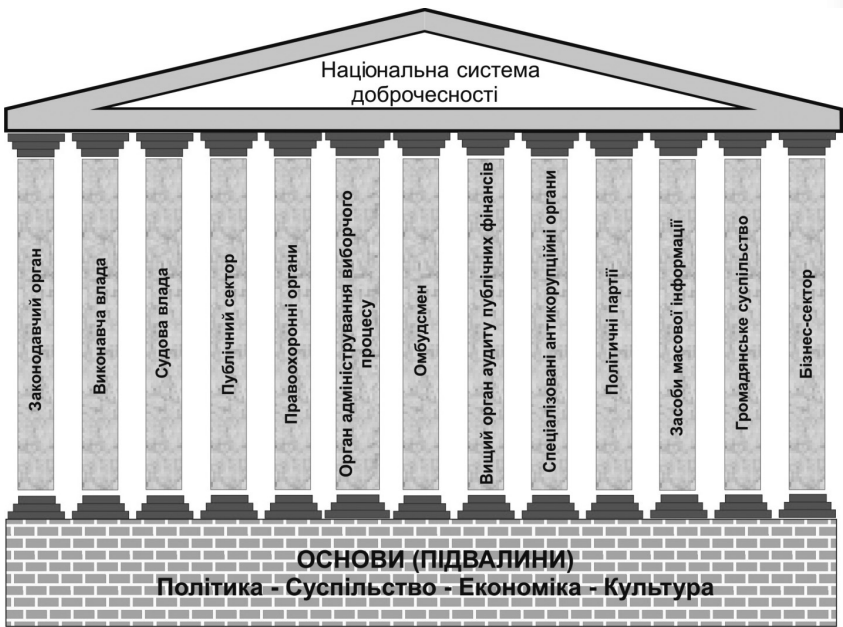 Національна система
доброчесності
Законодавчий орган
Виконавча влада
Судова влада
Публічний сектор
Правоохоронні органи
Орган адміністрування виборчого
процесу
Омбудсмен
Вищий орган аудиту публічних фінансів
Спеціалізовані антикорупційні органи
Політичні партії
Засоби масової інформації
Громадянське суспільство
Бізнес-сектор
ОСНОВИ (ПІДВАЛИНИ)
Політика - Суспільство - Економіка - Культура